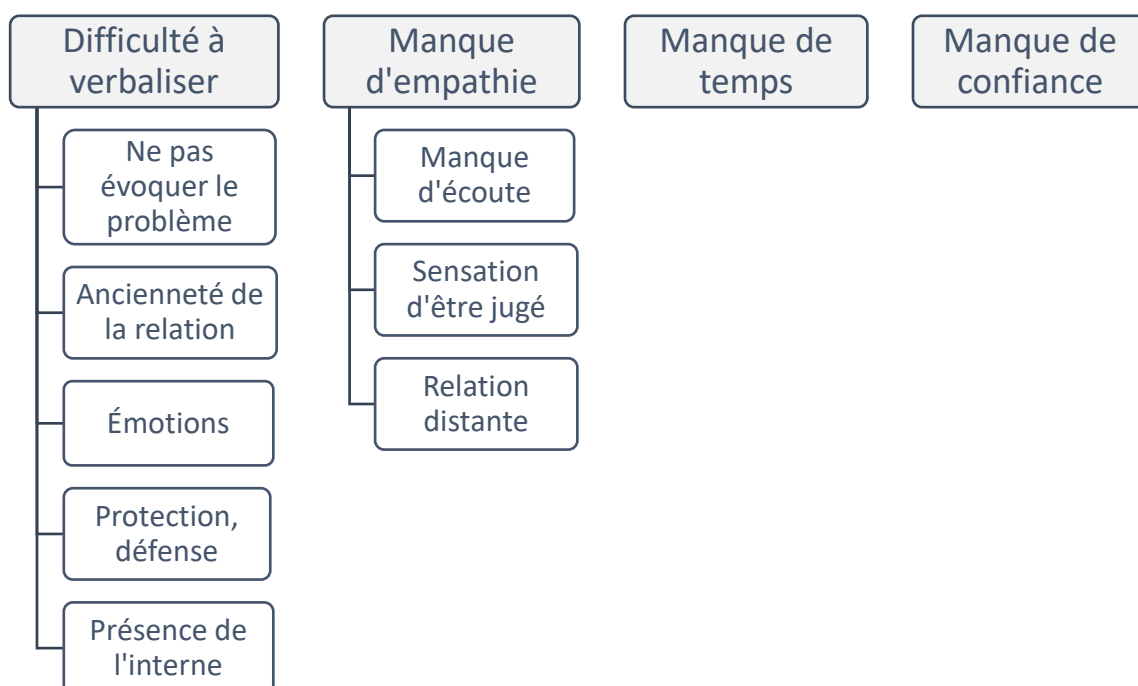 Difficulté à
verbaliser
Ne pas
évoquer le
problème
Ancienneté de
la relation
Émotions
Protection,
défense
Présence de
l'interne
Manque
d'empathie
Manque
d'écoute
Sensation
d'être jugé
Relation
distante
Manque de
temps
Manque de
confiance